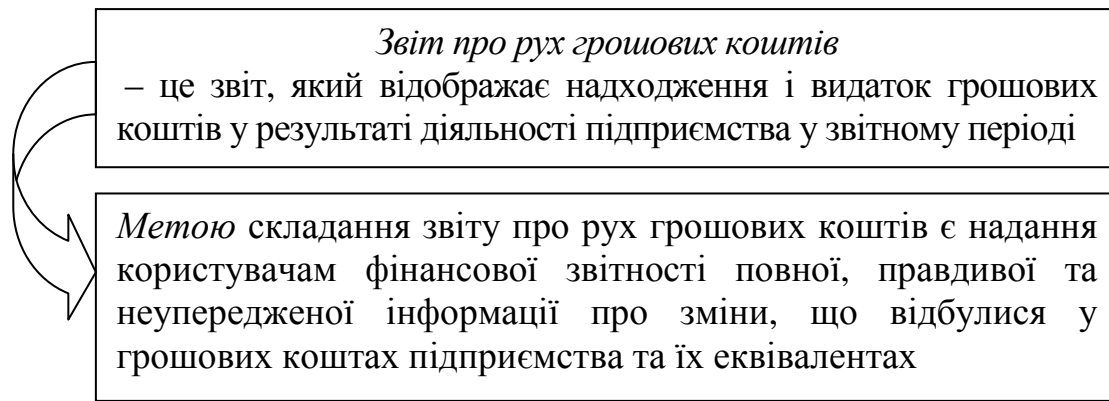 Звіт про рух грошових коштів
– це звіт, який відображає надходження і видаток грошових
коштів у результаті діяльності підприємства у звітному періоді
Метою складання звіту про рух грошових коштів є надання
користувачам фінансової звітності повної, правдивої та
неупередженої інформації про зміни, що відбулися у
грошових коштах підприємства та їх еквівалентах